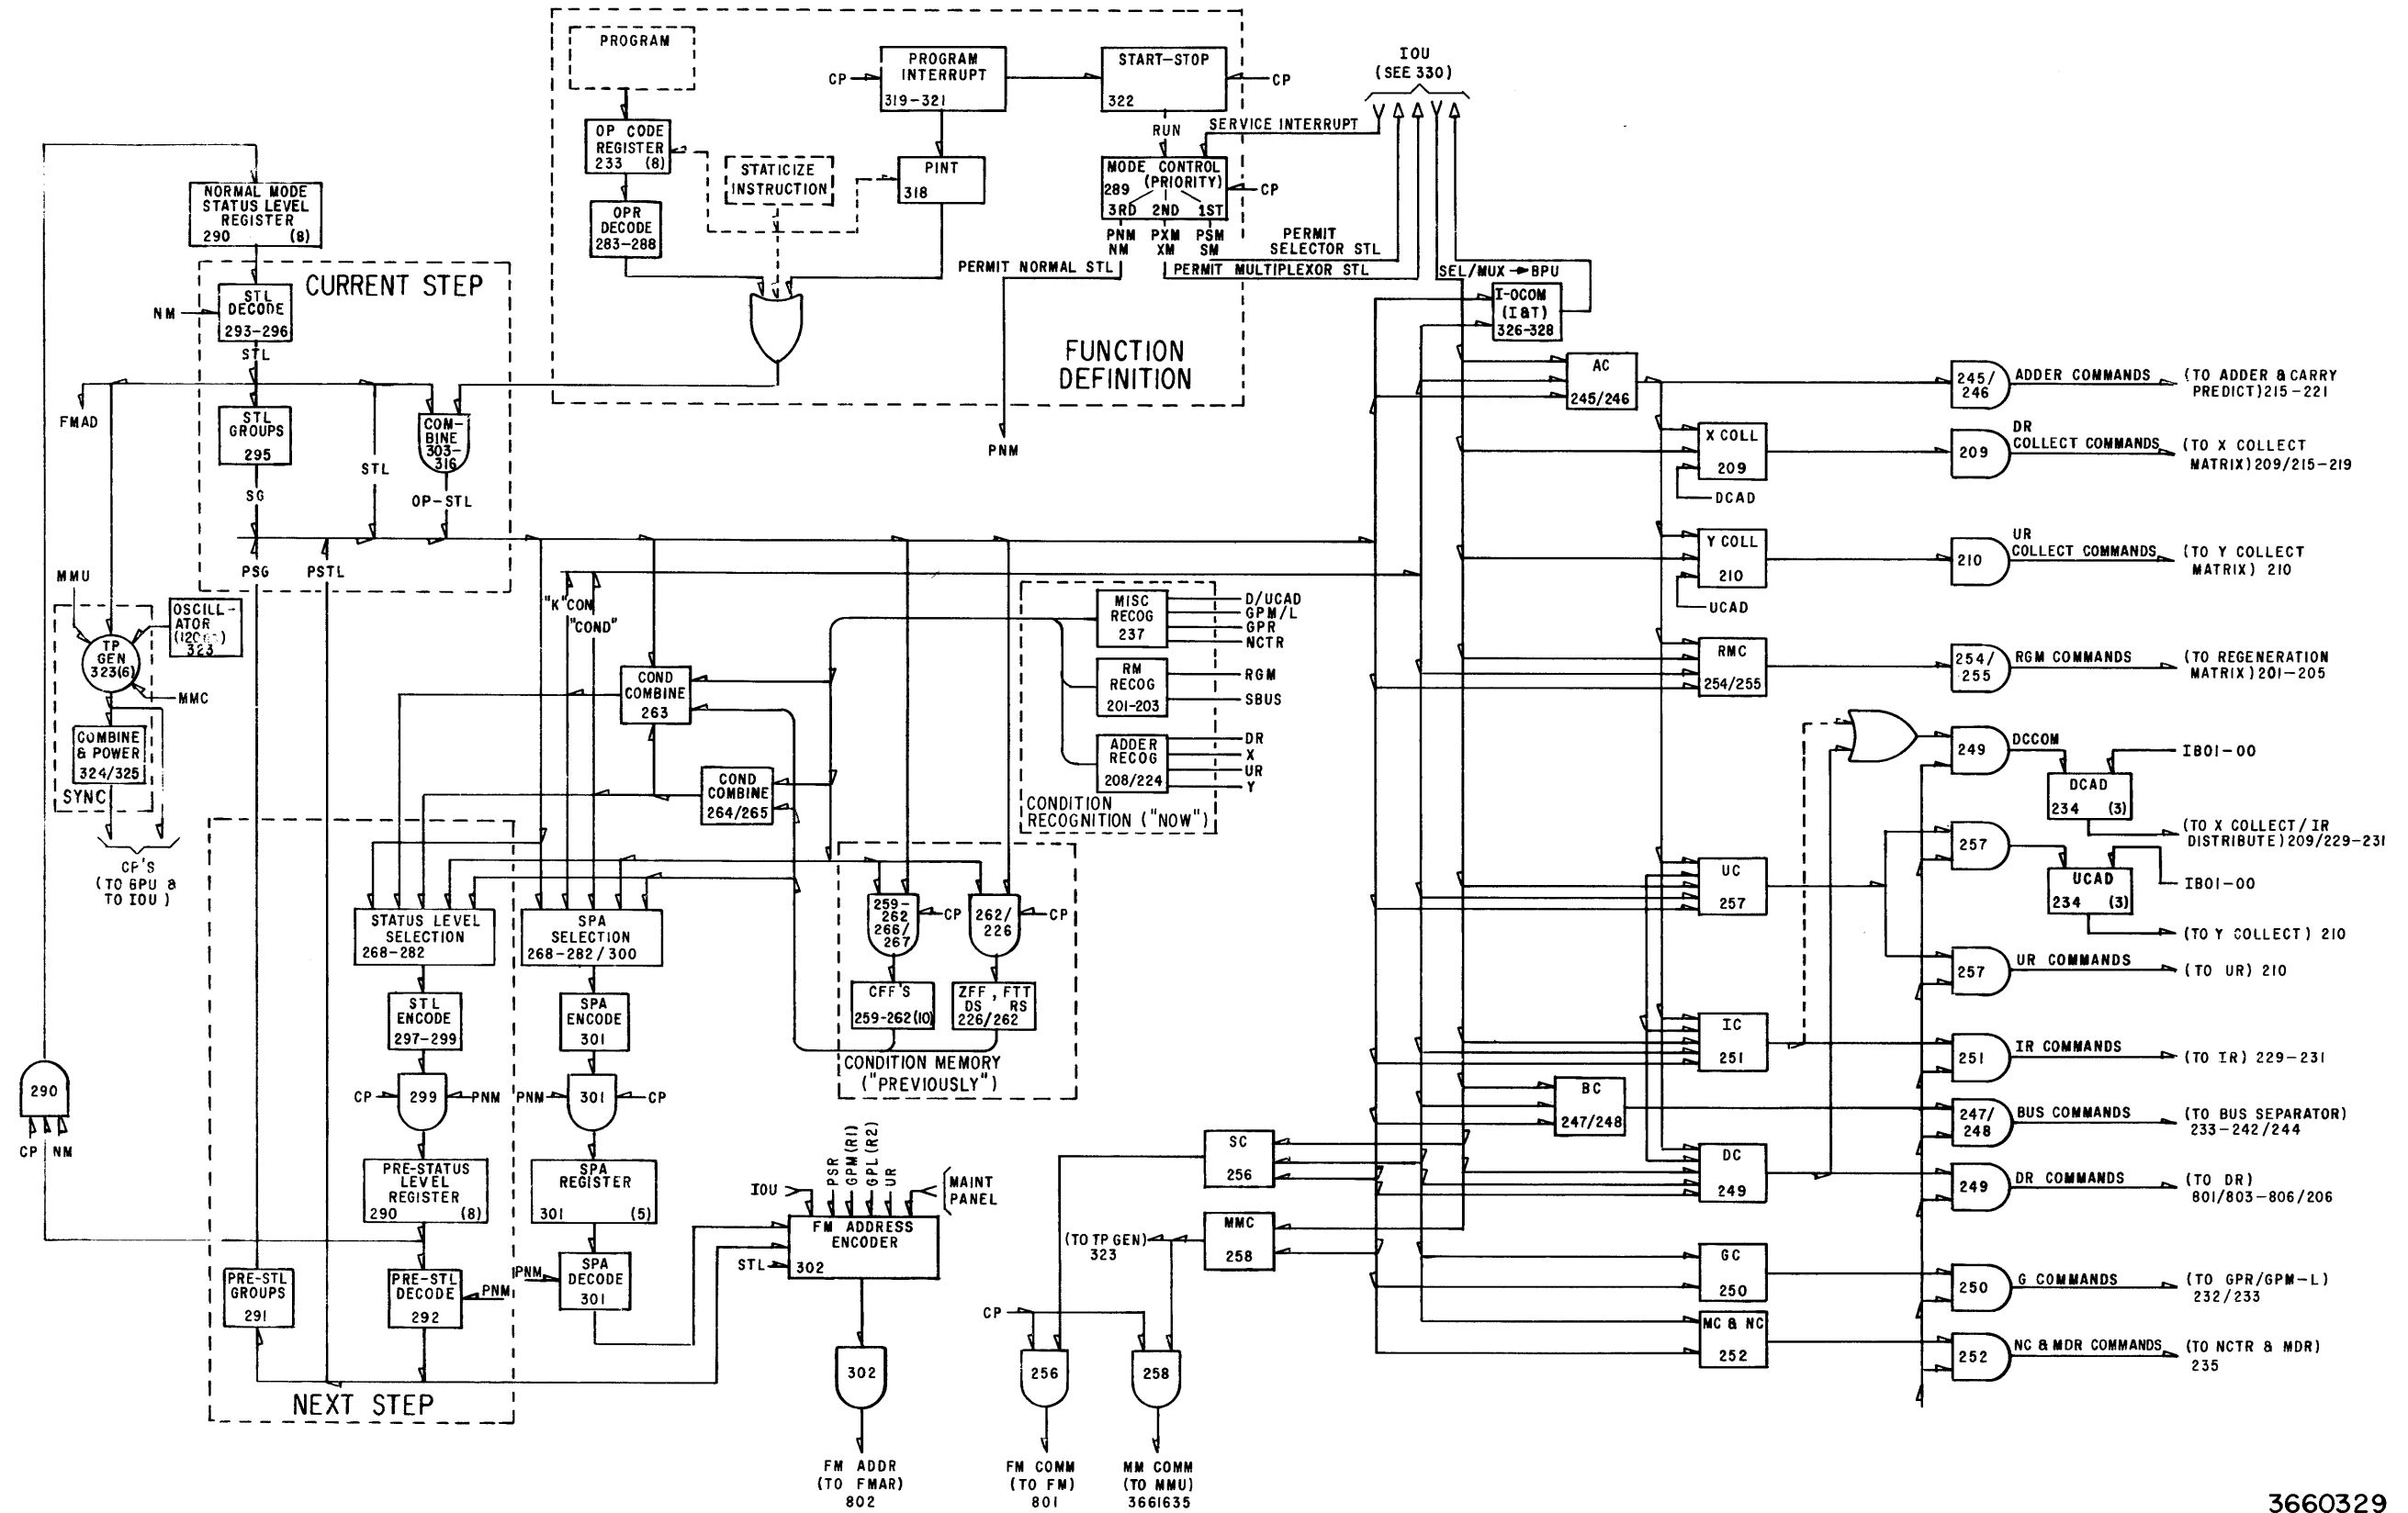 PROGRAM
OP CODE
REGISTER
233 (8)
OPR
DECODE
283-288
STATICIZE
INSTRUCTION
CP
PROGRAM
INTERRUPT
319-321
PINT
318
START-STOP
322
CP
RUN
SERVICE INTERRUPT
MODE CONTROL
(PRIORITY)
289
3RD 2ND 1ST
CP
PNM PXM PSM
NM XM SM
PERMIT
SELECTOR STL
PERMIT NORMAL STL
PERMIT MULTIPLEXOR STL
FUNCTION
DEFINITION
PNM
IOU
(SEE 330)
SEL/MUX → BPU
I-OCOM
(I&T)
326-328
NORMAL MODE
STATUS LEVEL
REGISTER
290 (8)
CURRENT STEP
NM
STL
DECODE
293-296
STL
FMAD
STL
GROUPS
295
SG
STL
COM-
BINE
303-
316
OP-STL
PSG
PSTL
MMU
OSCILL-
ATOR
323
TP
GEN
323(6)
MMC
COMBINE
& POWER
324/325
SYNC
CP'S
TO IOU )
"K"CON
"COND"
COND
COMBINE
263
COND
COMBINE
264/265
MISC
RECOG
237
D/UCAD
GPM/L
GPR
NCTR
RM
RECOG
201-203
RGM
SBUS
ADDER
RECOG
208/224
DR
X
UR
Y
CONDITION
RECOGNITION ("NOW")
259-
262
266/
267
CP
262/
226
CP
CFF'S
259-262(10)
ZFF, FTT
DS RS
226/262
CONDITION MEMORY
("PREVIOUSLY")
STATUS LEVEL
SELECTION
268-282
SPA
SELECTION
268-282/300
STL
ENCODE
297-299
SPA
ENCODE
301
CP
299
PNM
PNM
301
CP
PRE-STATUS
LEVEL
REGISTER
290 (8)
SPA
REGISTER
301 (5)
PRE-STL
GROUPS
291
PRE-STL
DECODE
292
PNM
PNM
SPA
DECODE
301
NEXT STEP
290
CP NM
IOU
PSR
GPM(R1)
GPL(R2)
UR
MAINT
PANEL
FM ADDRESS
ENCODER
302
STL
302
FM ADDR
(TO FMAR)
802
SC
256
MMC
258
(TO TP GEN)
323
CP
256
258
FM COMM
(TO FM)
801
MM COMM
(TO MMU)
3661635
AC
245/246
X COLL
209
DCAD
Y COLL
210
UCAD
RMC
254/255
UC
257
IC
251
BC
247/248
DC
249
GC
250
MC & NC
252
245/
246
ADDER COMMANDS
(TO ADDER & CARRY
PREDICT)215-221
209
DR
COLLECT COMMANDS
(TO X COLLECT
MATRIX)209/215-219
210
UR
COLLECT COMMANDS
(TO Y COLLECT
MATRIX) 210
254/
255
RGM COMMANDS
(TO REGENERATION
MATRIX)201-205
249
DCCOM
IB01-00
DCAD
234 (3)
(TO X COLLECT/IR
DISTRIBUTE)209/229-231
257
IB01-00
UCAD
234 (3)
(TO Y COLLECT) 210
257
UR COMMANDS
(TO UR) 210
251
IR COMMANDS
(TO IR) 229-231
247/
248
BUS COMMANDS
(TO BUS SEPARATOR)
233-242/244
249
DR COMMANDS
(TO DR)
801/803-806/206
250
G COMMANDS
(TO GPR/GPM-L)
232/233
252
NC & MDR COMMANDS
(TO NCTR & MDR)
235
3660329